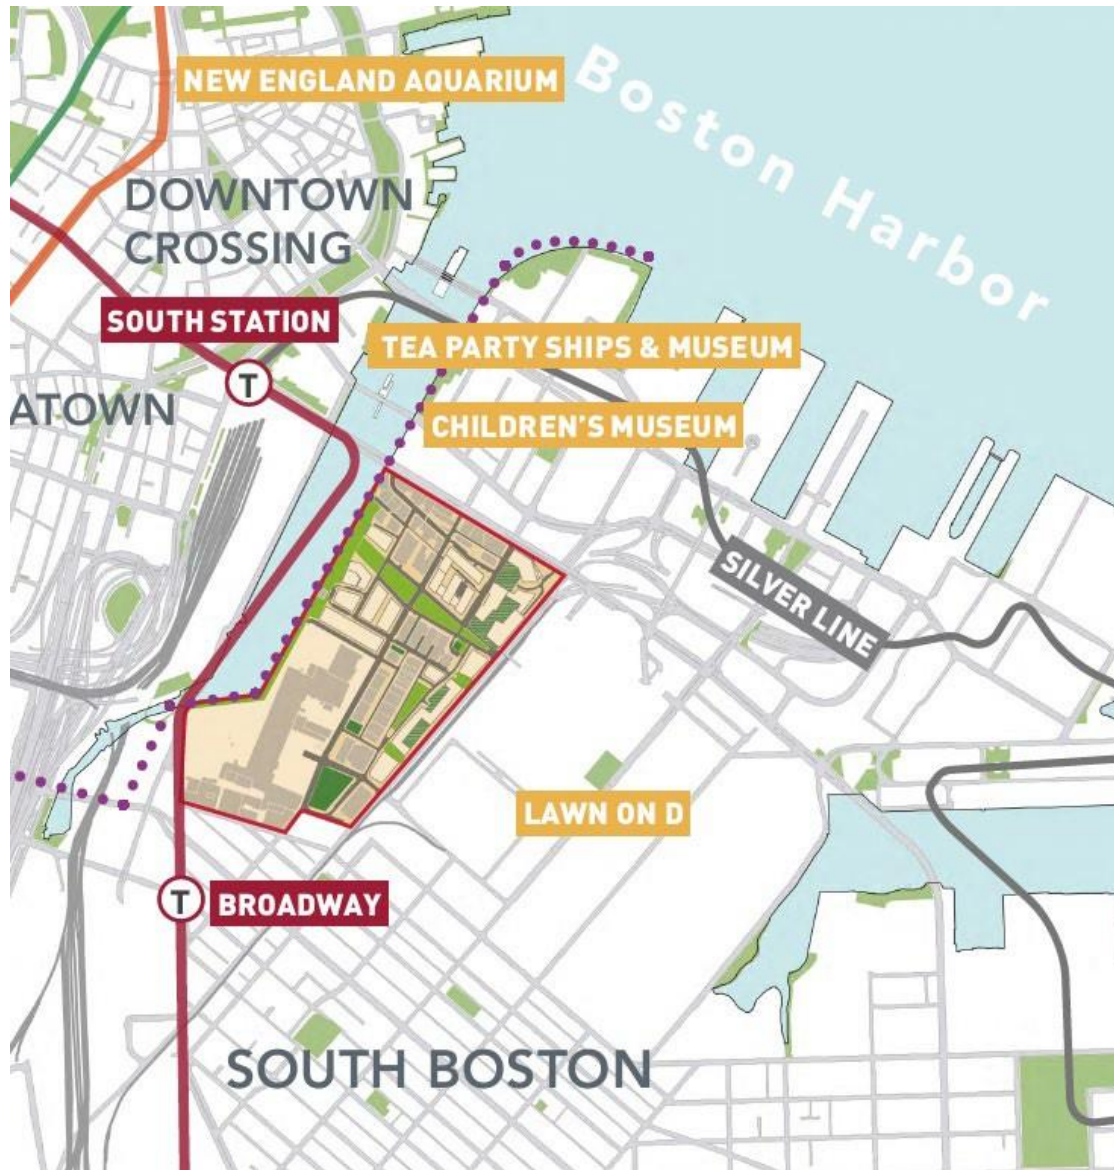 NEW ENGLAND AQUARIUM
Boston Harbor
DOWNTOWN
CROSSING
SOUTH STATION
TEA PARTY SHIPS & MUSEUM
T
ATOWN
CHILDREN'S MUSEUM
SILVER LINE
LAWN ON D
T
BROADWAY
SOUTH BOSTON